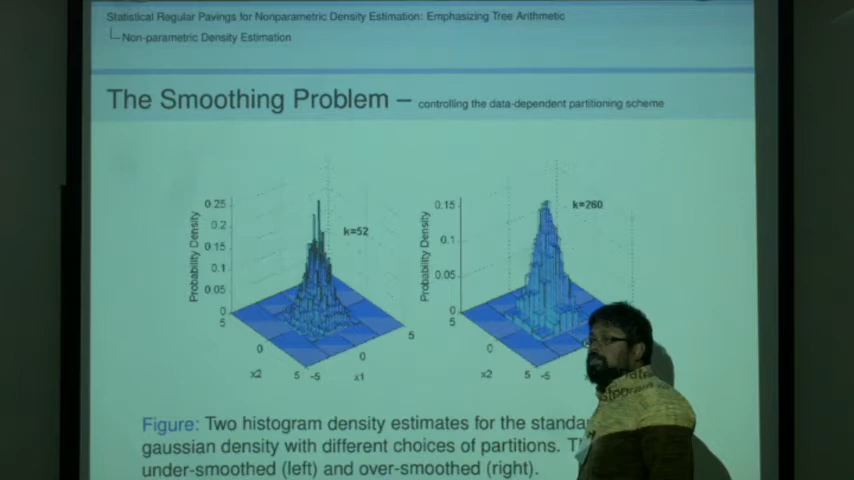 Statistical Regular Pavings for Nonparametric Density Estimation: Emphasizing Tree Arithmetic
Non-parametric Density Estimation
The Smoothing Problem – controlling the data-dependent partitioning scheme
Probability Density
0.25
0.2
0.15
0.1
0.05
0
5
0
5
x2
-5
0
5
x1
k=52
Probability Density
0.15
0.1
0.05
0
5
0
5
x2
-5
k=260
Figure: Two histogram density estimates for the
gaussian density with different choices of partitions.
under-smoothed (left) and over-smoothed (right).